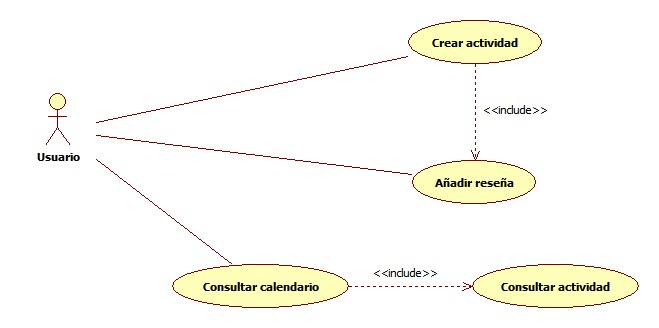 Crear actividad
<<include>>
Usuario
Añadir reseña
<<include>>
Consultar calendario
Consultar actividad